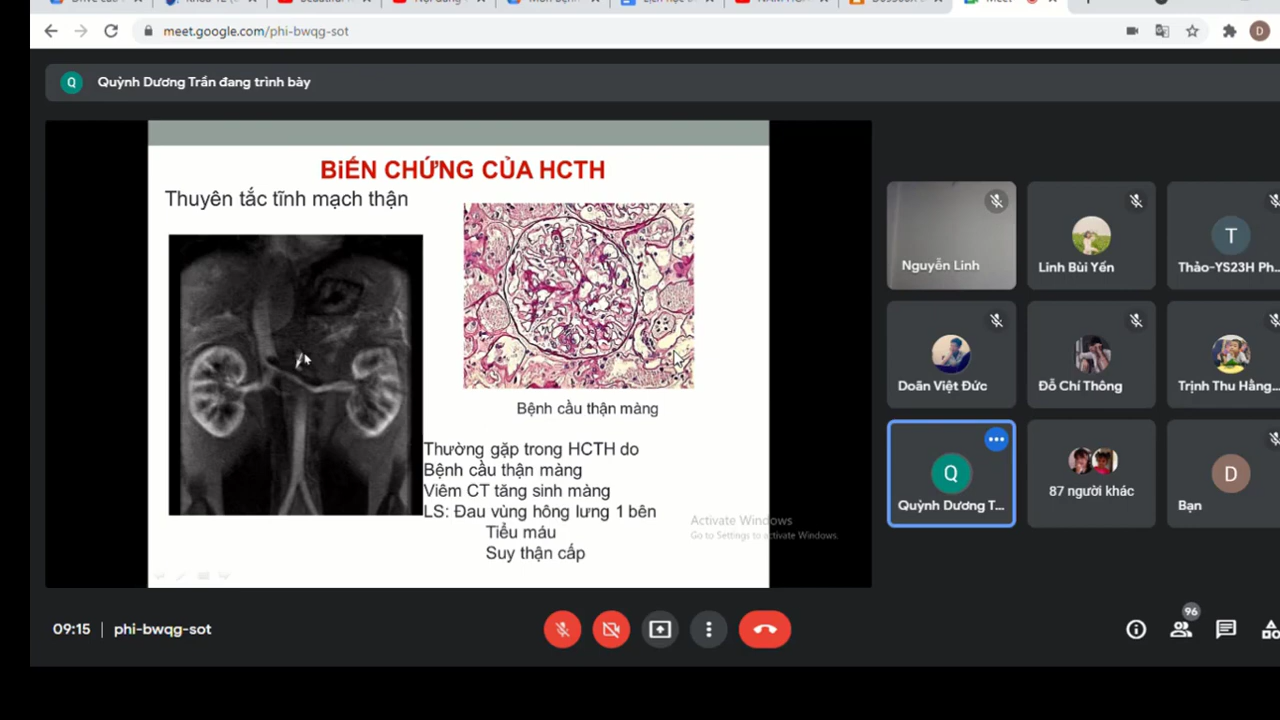 meet.google.com/phi-bwqg-sot
D
Q
Quỳnh Dương Trần đang trình bày
BiẾN CHỨNG CỦA HCTH
Thuyên tắc tĩnh mạch thận
Bệnh cầu thận màng
Thường gặp trong HCTH do
Bệnh cầu thận màng
Viêm CT tăng sinh màng
LS: Đau vùng hông lưng 1 bên
Tiểu máu
Suy thận cấp
Activate Windows
Go to Settings to activate Windows.
Nguyễn Linh
Linh Bùi Yến
T
Thảo-YS23H Ph...
Doãn Việt Đức
Đỗ Chí Thông
Trịnh Thu Hằng...
Q
Quỳnh Dương T...
87 người khác
D
Bạn
09:15
phi-bwqg-sot
96